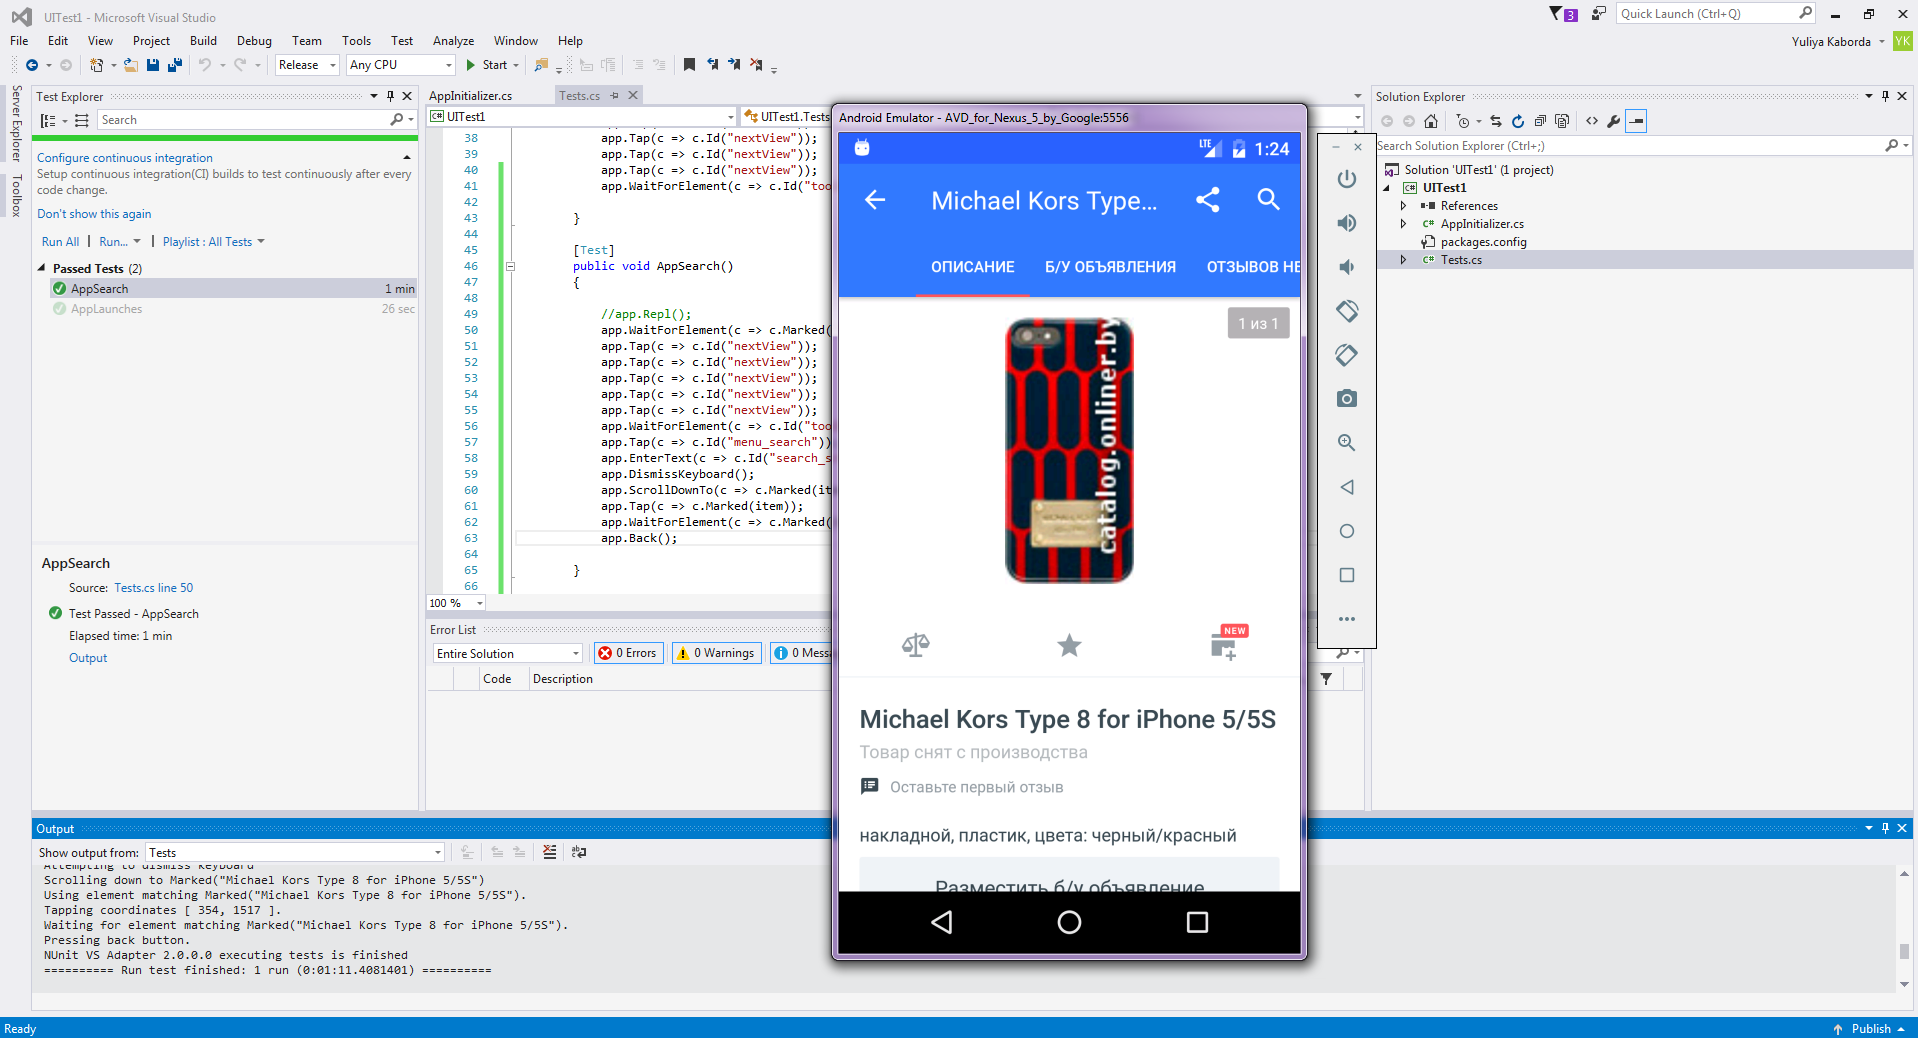 UITest1 - Microsoft Visual Studio
3
Quick Launch (Ctrl+Q)
File Edit View Project Build Debug Team Tools Test Analyze Window Help
Yuliya Kaborda
YK
Release
Any CPU
Start
Server Explorer
Toolbox
Test Explorer
Search
Configure continuous integration
Setup continuous integration(CI) builds to test continuously after every
code change.
Don't show this again
Run All | Run... | Playlist : All Tests
Passed Tests (2)
AppSearch 1 min
AppLaunches 26 sec
AppSearch
Source: Tests.cs line 50
Test Passed - AppSearch
Elapsed time: 1 min
Output
AppInitializer.cs
Tests.cs
UITest1
UITest1.Tests
38 app.Tap(c => c.Id("nextView"));
39 app.Tap(c => c.Id("nextView"));
40 app.Tap(c => c.Id("nextView"));
41 app.WaitForElement(c => c.Id("too
42
43 }
44
45 [Test]
46 public void AppSearch()
47 {
48
49 //app.Repl();
50 app.WaitForElement(c => c.Marked(
51 app.Tap(c => c.Id("nextView"));
52 app.Tap(c => c.Id("nextView"));
53 app.Tap(c => c.Id("nextView"));
54 app.Tap(c => c.Id("nextView"));
55 app.Tap(c => c.Id("nextView"));
56 app.WaitForElement(c => c.Id("too
57 app.Tap(c => c.Id("menu_search"))
58 app.EnterText(c => c.Id("search_s
59 app.DismissKeyboard();
60 app.ScrollDownTo(c => c.Marked(it
61 app.Tap(c => c.Marked(item));
62 app.WaitForElement(c => c.Marked(
63 app.Back();
64
65 }
66
100 %
Error List
Entire Solution
0 Errors
0 Warnings
0 Messa
Code Description
Android Emulator - AVD_for_Nexus_5_by_Google:5556
LTE
1:24
Michael Kors Type...
ОПИСАНИЕ Б/У ОБЪЯВЛЕНИЯ ОТЗЫВОВ НЕ
1 из 1
catalog.onliner.by
NEW
Michael Kors Type 8 for iPhone 5/5S
Товар снят с производства
Оставьте первый отзыв
накладной, пластик, цвета: черный/красный
Разместить б/у объявление
Solution Explorer
Search Solution Explorer (Ctrl+;)
Solution 'UITest1' (1 project)
UITest1
References
AppInitializer.cs
packages.config
Tests.cs
Output
Show output from: Tests
Attempting to dismiss keyboard
Scrolling down to Marked("Michael Kors Type 8 for iPhone 5/5S")
Using element matching Marked("Michael Kors Type 8 for iPhone 5/5S").
Tapping coordinates [ 354, 1517 ].
Waiting for element matching Marked("Michael Kors Type 8 for iPhone 5/5S").
Pressing back button.
NUnit VS Adapter 2.0.0.0 executing tests is finished
========== Run test finished: 1 run (0:01:11.4081401) ==========
Ready
Publish